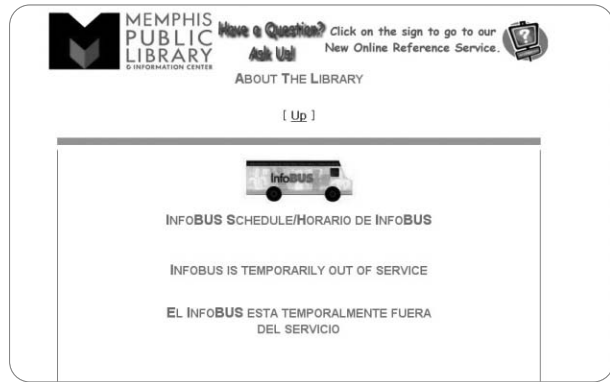 MEMPHIS
PUBLIC
LIBRARY
& INFORMATION CENTER
Have a Question?
Ask Us!
Click on the sign to go to our
New Online Reference Service.
?
ABOUT THE LIBRARY
[ Up ]
InfoBUS
INFOBUS SCHEDULE/HORARIO DE INFOBUS
INFOBUS IS TEMPORARILY OUT OF SERVICE
EL INFOBUS ESTA TEMPORALMENTE FUERA
DEL SERVICIO